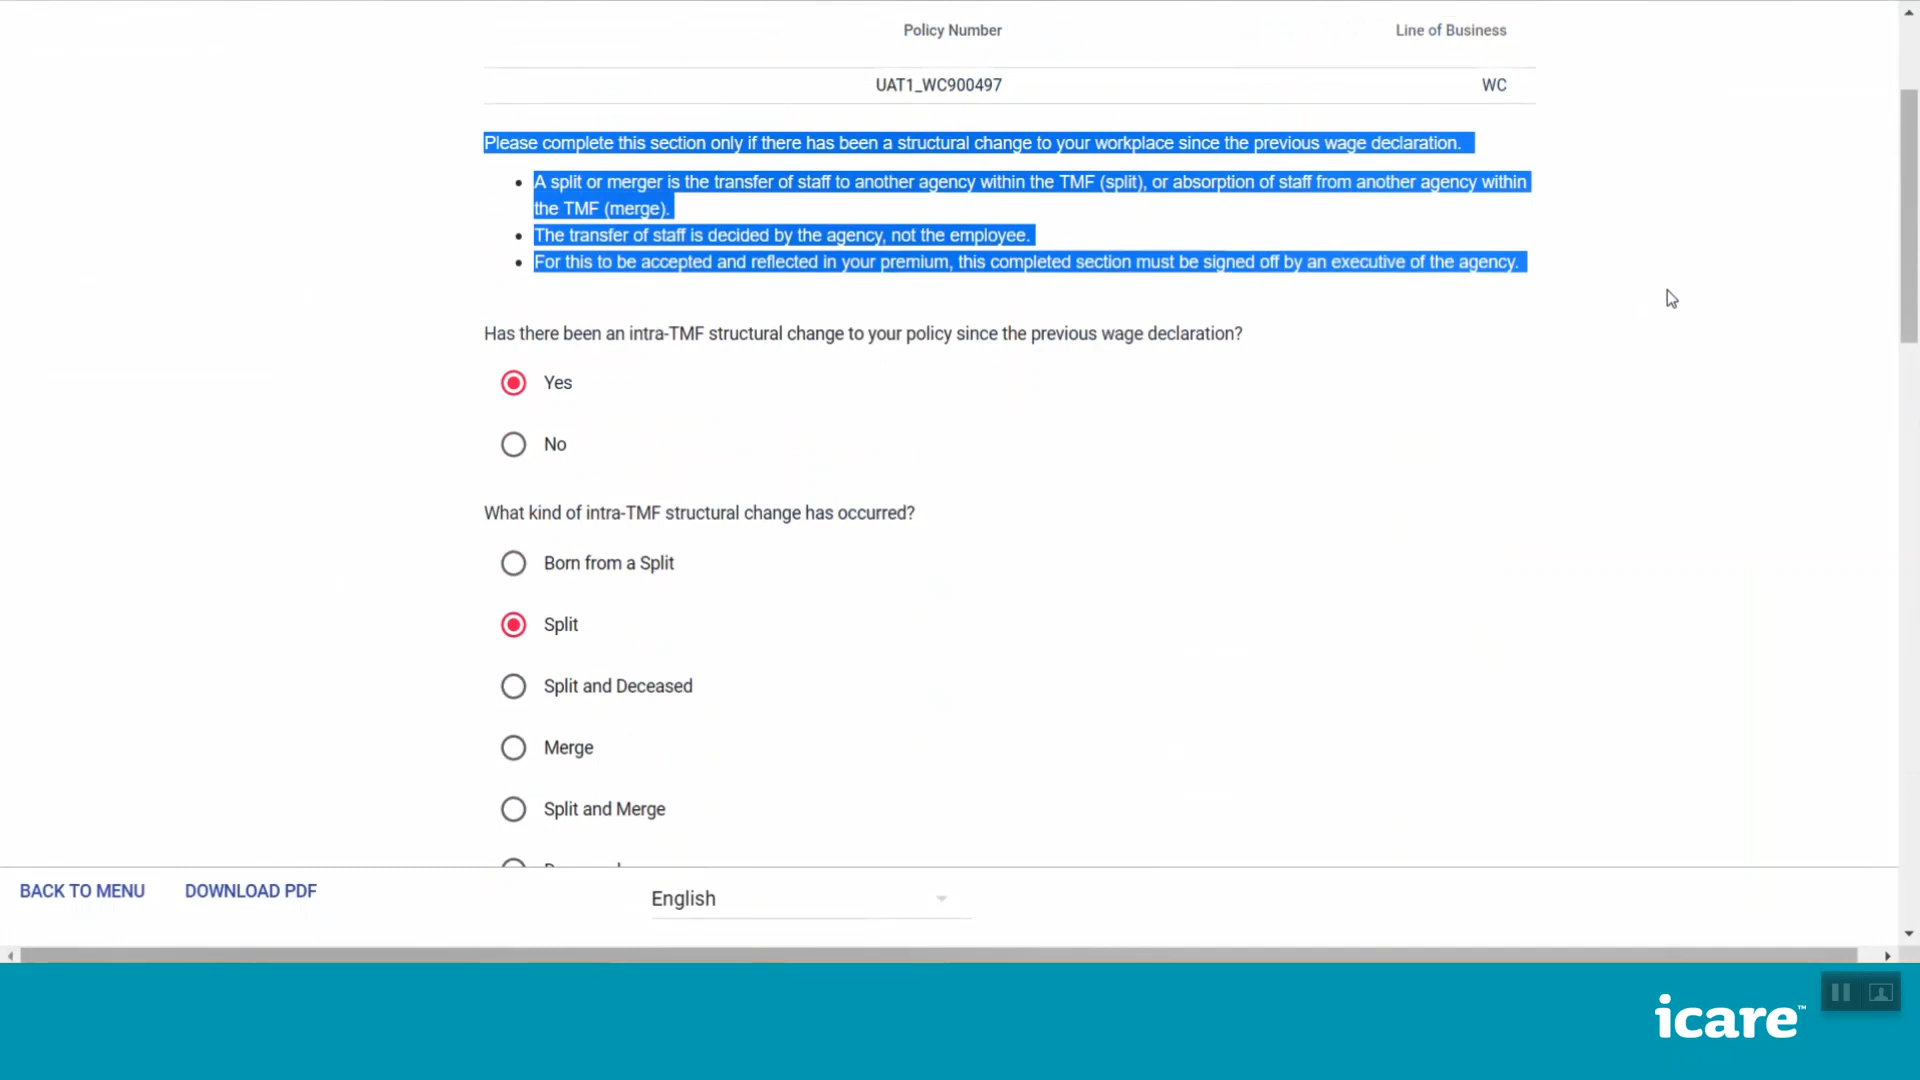 Policy Number
Line of Business
UAT1_WC900497
WC
Please complete this section only if there has been a structural change to your workplace since the previous wage declaration.
A split or merger is the transfer of staff to another agency within the TMF (split), or absorption of staff from another agency within
the TMF (merge).
The transfer of staff is decided by the agency, not the employee.
For this to be accepted and reflected in your premium, this completed section must be signed off by an executive of the agency.
Has there been an intra-TMF structural change to your policy since the previous wage declaration?
Yes
No
What kind of intra-TMF structural change has occurred?
Born from a Split
Split
Split and Deceased
Merge
Split and Merge
BACK TO MENU
DOWNLOAD PDF
English
icare™